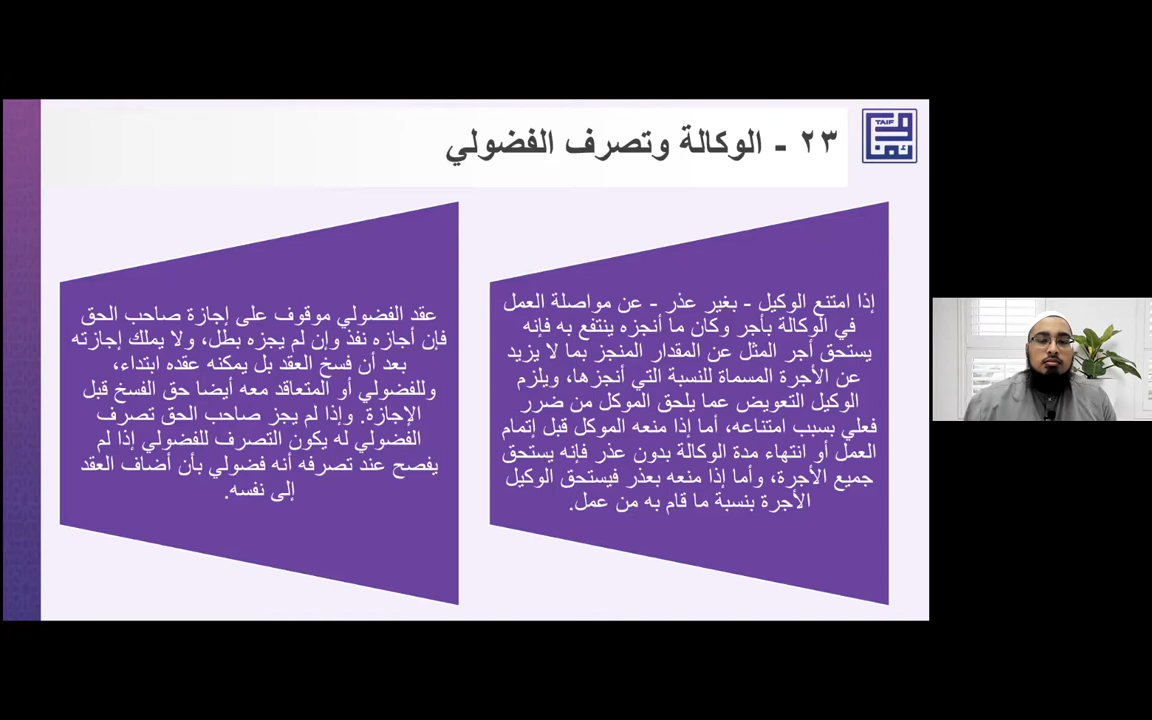 ٢٣ - الوكالة وتصرف الفضولي
TAIF
إذا امتنع الوكيل - بغير عذر - عن مواصلة العمل
في الوكالة بأجر وكان ما أنجزه ينتفع به فإنه
يستحق أجر المثل عن المقدار المنجز بما لا يزيد
عن الأجرة المسماة للنسبة التي أنجزها، ويلزم
الوكيل التعويض عما يلحق الموكل من ضرر
فعلي بسبب امتناعه، أما إذا منعه الموكل قبل إتمام
العمل أو انتهاء مدة الوكالة بدون عذر فإنه يستحق
جميع الأجرة، وأما إذا منعه بعذر فيستحق الوكيل
الأجرة بنسبة ما قام به من عمل.
عقد الفضولي موقوف على إجازة صاحب الحق
فإن أجازه نفذ وإن لم يجزه بطل، ولا يملك إجازته
بعد أن فسخ العقد بل يمكنه عقده ابتداء،
وللفضولي أو المتعاقد معه أيضا حق الفسخ قبل
الإجازة. وإذا لم يجز صاحب الحق تصرف
الفضولي له يكون التصرف للفضولي إذا لم
يفصح عند تصرفه أنه فضولي بأن أضاف العقد
إلى نفسه.